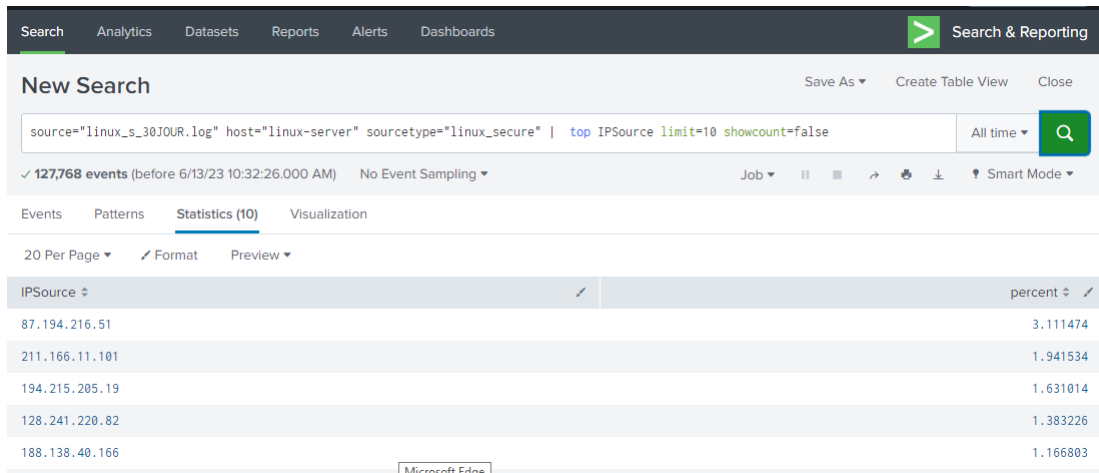 Search Analytics Datasets Reports Alerts Dashboards > Search & Reporting
New Search Save As Create Table View Close
source="linux_s_30JOUR.log" host="linux-server" sourcetype="linux_secure" | top IPSource limit=10 showcount=false All time
✓ 127,768 events (before 6/13/23 10:32:26.000 AM) No Event Sampling Job Smart Mode
Events Patterns Statistics (10) Visualization
20 Per Page Format Preview
IPSource percent
87.194.216.51 3.111474
211.166.11.101 1.941534
194.215.205.19 1.631014
128.241.220.82 1.383226
188.138.40.166 1.166803
Microsoft Edge